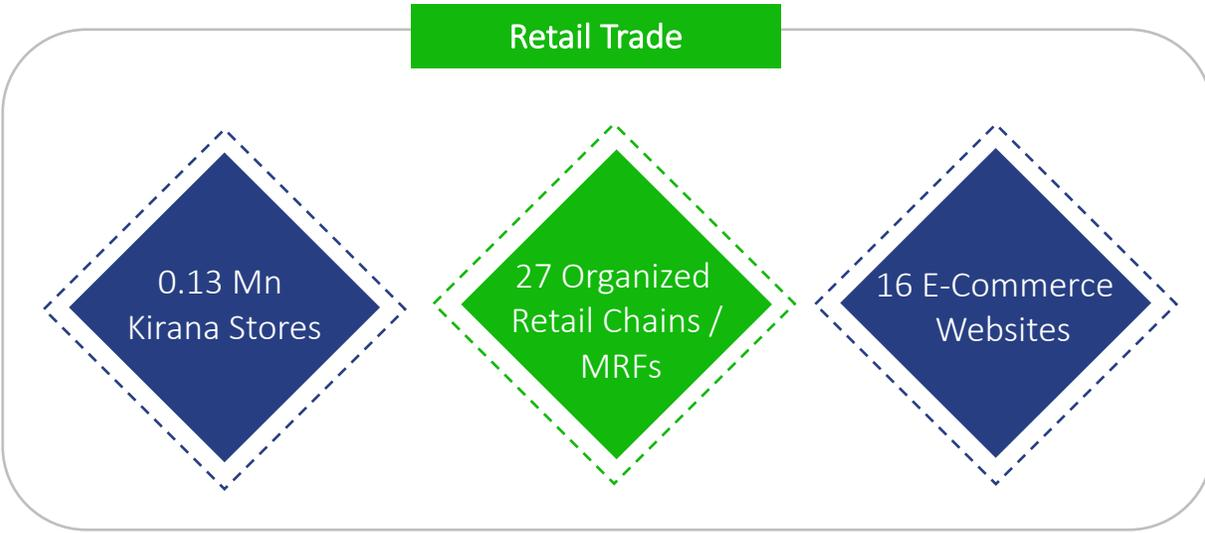 Retail Trade
0.13 Mn
Kirana Stores
27 Organized
Retail Chains /
MRFs
16 E-Commerce
Websites